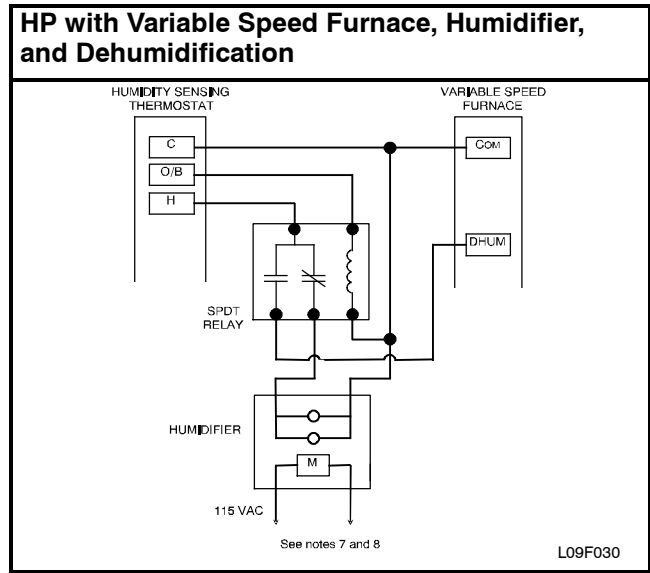 HP with Variable Speed Furnace, Humidifier,
and Dehumidification
HUMIDITY SENSING
THERMOSTAT
VARIABLE SPEED
FURNACE
C
COM
O/B
H
DHUM
SPDT
RELAY
HUMIDIFIER
M
115 VAC
See notes 7 and 8
L09F030